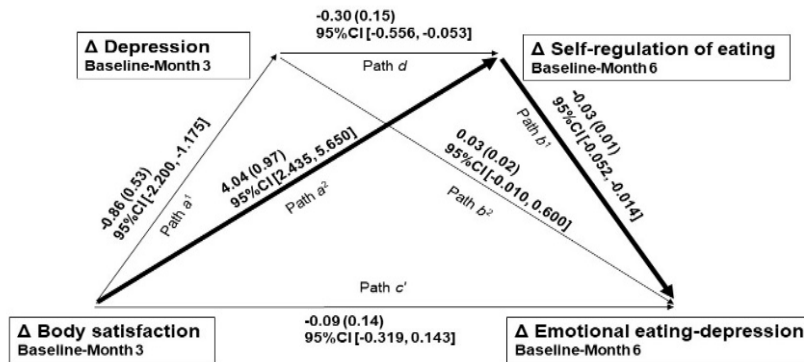 -0.30 (0.15)
95%CI [-0.556, -0.053]
Δ Depression
Baseline-Month 3
Path d
Δ Self-regulation of eating
Baseline-Month 6
-0.86 (0.53)
95%CI [-2.200, -1.175]
Path a¹
4.04 (0.97)
95%CI [2.435, 5.650]
Path a²
0.03 (0.02)
95%CI [-0.010, 0.600]
Path b²
-0.03 (0.01)
95%CI [-0.052, -0.014]
Path b¹
Path c'
Δ Body satisfaction
Baseline-Month 3
-0.09 (0.14)
95%CI [-0.319, 0.143]
Δ Emotional eating-depression
Baseline-Month 6